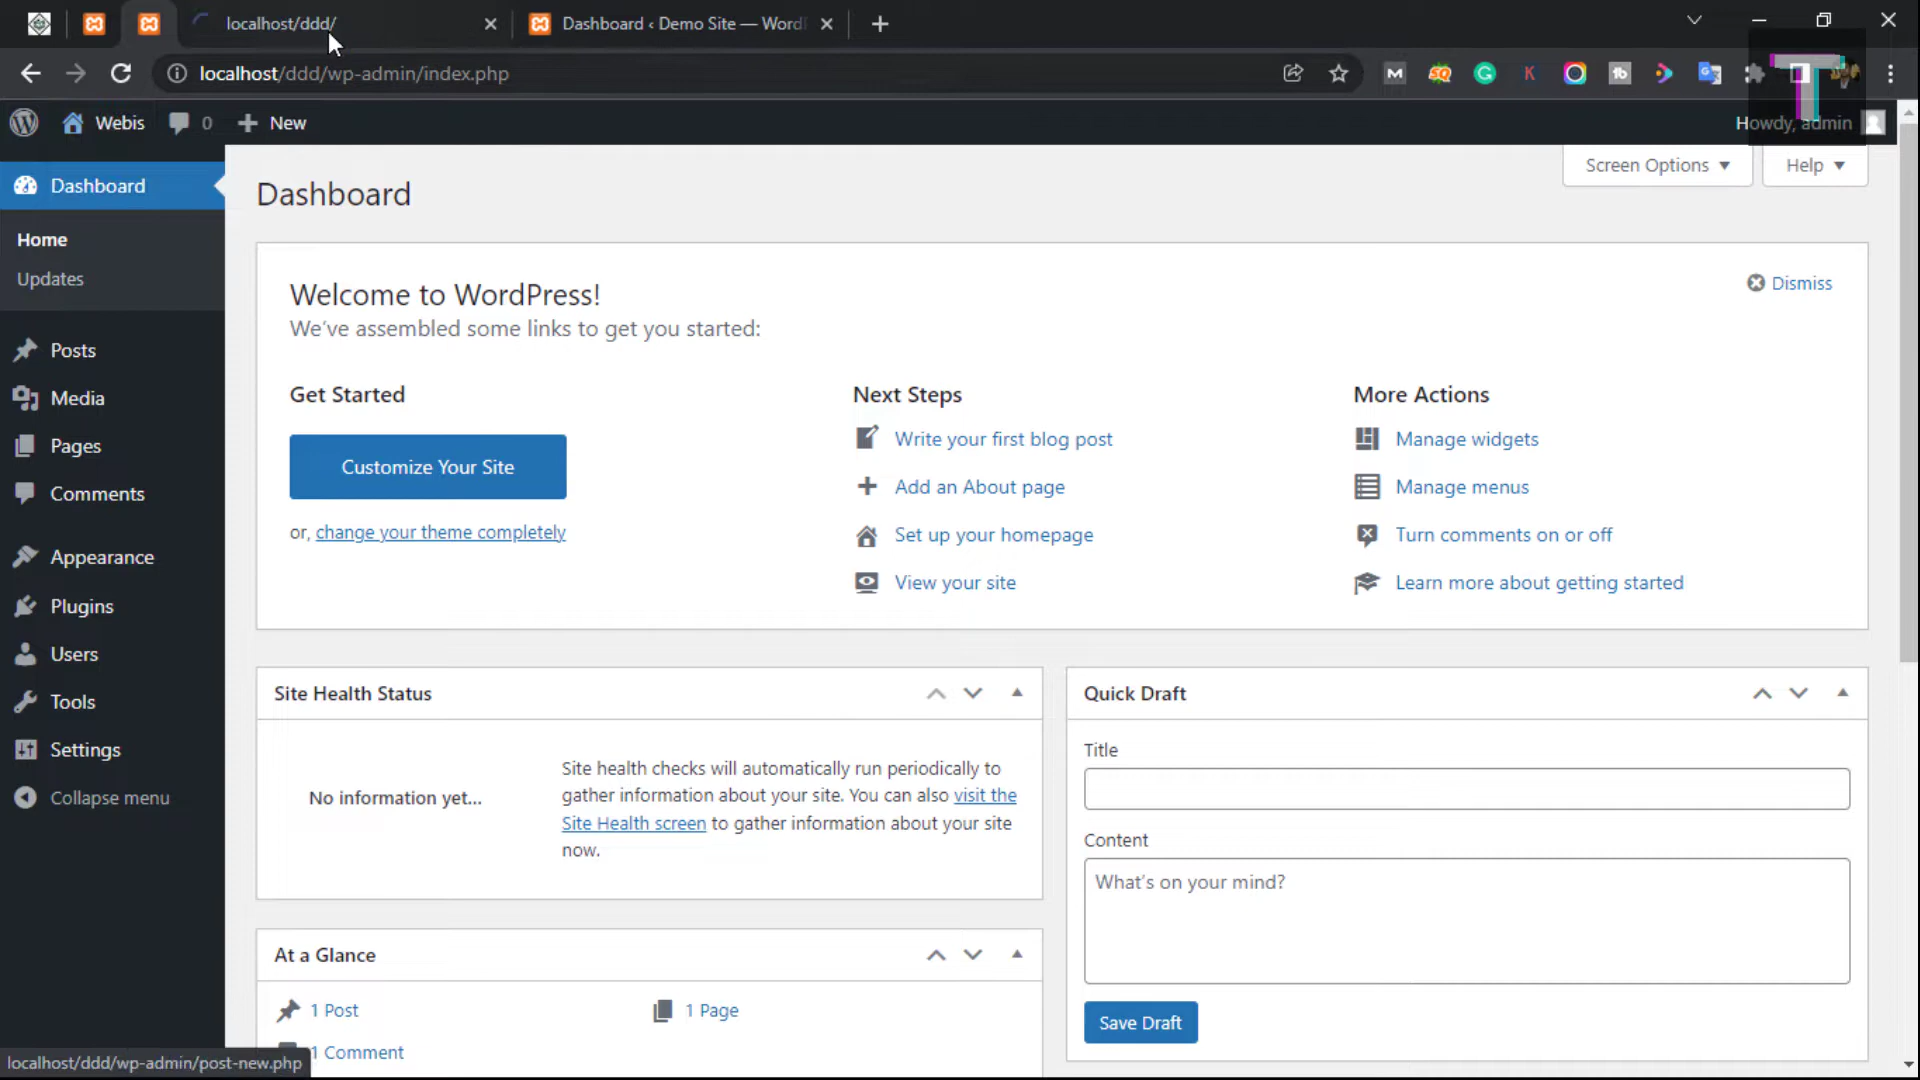 localhost/ddd/
Dashboard ‹ Demo Site — Word
localhost/ddd/wp-admin/index.php
Webis 0 New
Howdy, admin
Screen Options Help
Dashboard
Home
Updates
Posts
Media
Pages
Comments
Appearance
Plugins
Users
Tools
Settings
Collapse menu
Dashboard
Welcome to WordPress!
We've assembled some links to get you started:
Dismiss
Get Started
Customize Your Site
or, change your theme completely
Next Steps
Write your first blog post
Add an About page
Set up your homepage
View your site
More Actions
Manage widgets
Manage menus
Turn comments on or off
Learn more about getting started
Site Health Status
No information yet...
Site health checks will automatically run periodically to
gather information about your site. You can also visit the
Site Health screen to gather information about your site
now.
At a Glance
1 Post
1 Page
1 Comment
Quick Draft
Title
Content
What's on your mind?
Save Draft
localhost/ddd/wp-admin/post-new.php